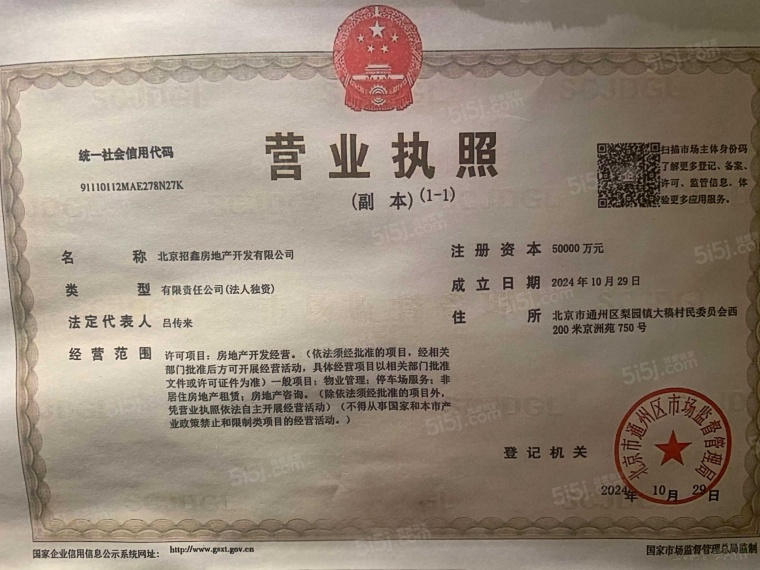 统一社会信用代码
91110112MAE278N27K
营业执照
(副 本)(1-1)
扫描市场主体身份码
了解更多登记、备案、
许可、监管信息、体
验更多应用服务。
名 称 北京招鑫房地产开发有限公司
类 型 有限责任公司(法人独资)
法定代表人 吕传来
经营范围 许可项目：房地产开发经营。（依法须经批准的项目，经相关
部门批准后方可开展经营活动，具体经营项目以相关部门批准
文件或许可证件为准）一般项目：物业管理；停车场服务；非
居住房地产租赁；房地产咨询。（除依法须经批准的项目外，
凭营业执照依法自主开展经营活动）（不得从事国家和本市产
业政策禁止和限制类项目的经营活动。）
注册资本 50000 万元
成立日期 2024 年 10 月 29 日
住 所 北京市通州区梨园镇大稿村民委员会西
200 米京洲苑 750 号
登记机关
北京市通州区市场监督管理局
2024年 10 月 29 日
国家企业信用信息公示系统网址： http://www.gsxt.gov.cn
国家市场监督管理总局监制
5i5j.com